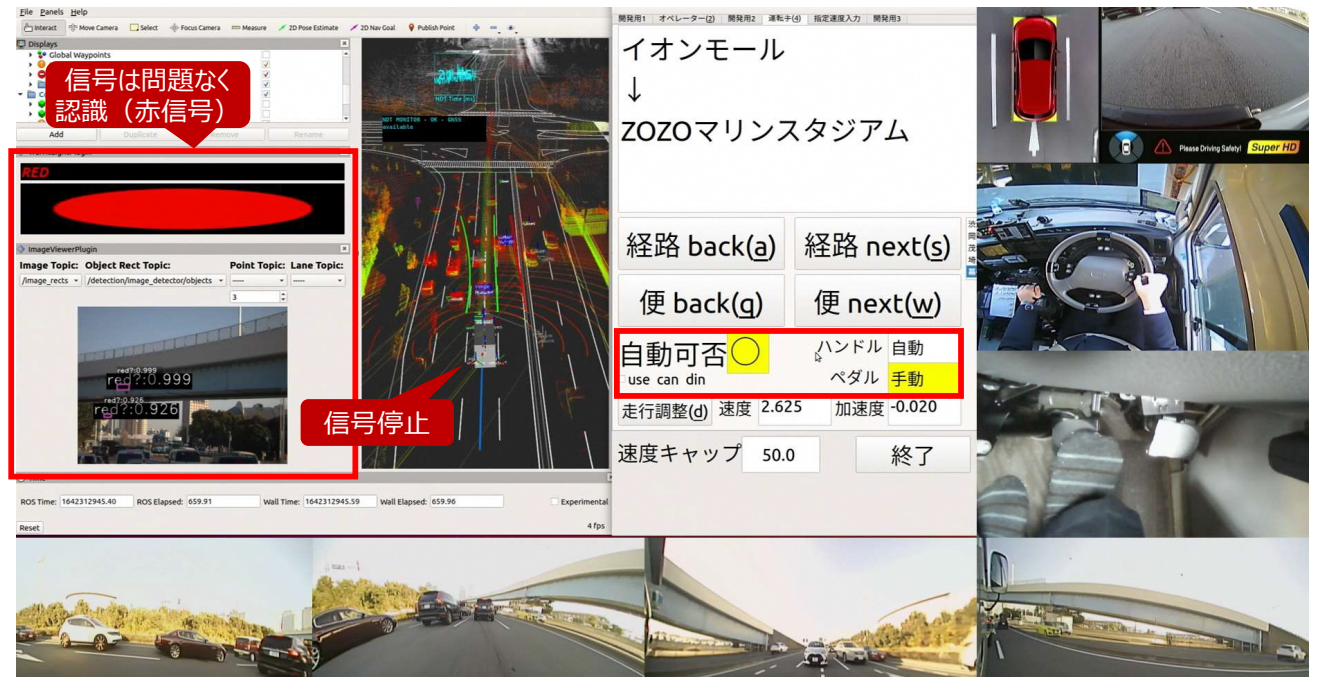 File Panels Help
Interact Move Camera Select Focus Camera Measure 2D Pose Estimate 2D Nav Goal Publish Point
Displays
Global Waypoints
信号は問題なく
認識（赤信号）
Add Duplicate Remove Rename
RED
ImageViewerPlugin
Image Topic: Object Rect Topic: Point Topic: Lane Topic:
/image_rects /detection/image_detector/objects ----- -----
3
red?:0.999
red?:0.999
red?:0.926
red?:0.926
NDT Time [ms]
NDT MONITOR - OK - GNSS
available
信号停止
ROS Time: 1642312945.40 ROS Elapsed: 659.91 Wall Time: 1642312945.59 Wall Elapsed: 659.96 Experimental
Reset 4 fps
開発用1 オペレーター(2) 開発用2 運転手(4) 指定速度入力 開発用3
イオンモール
↓
ZOZOマリンスタジアム
経路 back(a) 経路 next(s)
便 back(q) 便 next(w)
自動可否 ○ ハンドル 自動
use can din ペダル 手動
走行調整(d) 速度 2.625 加速度 -0.020
速度キャップ 50.0 終了
Please Driving Safety! Super HD